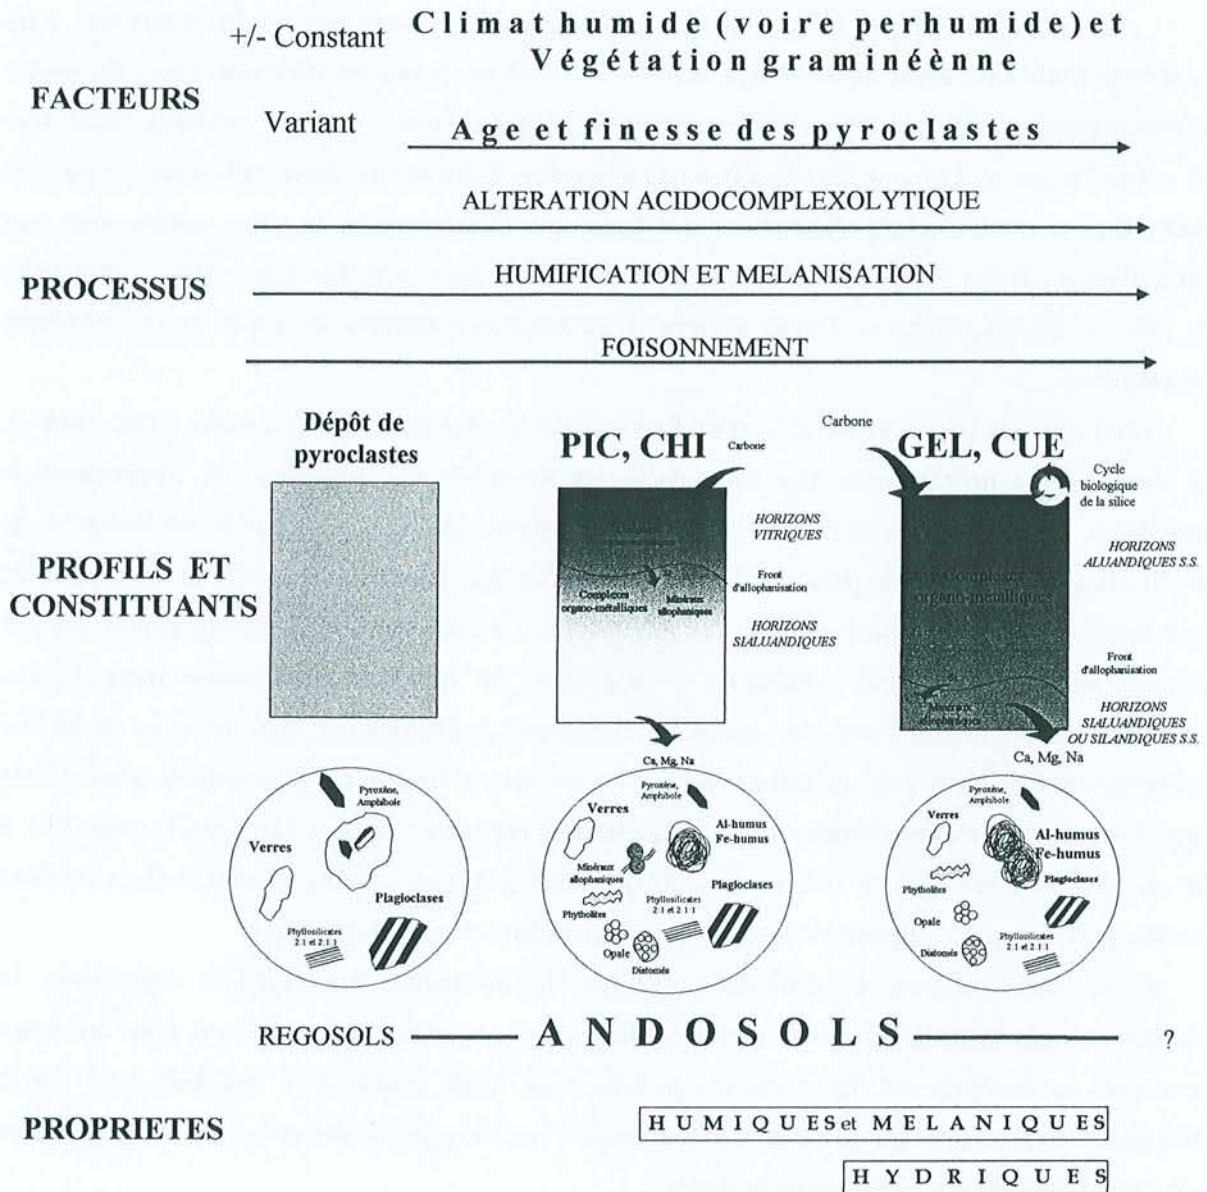 +/- Constant
Climat humide (voire perhumide) et
Végétation graminéènne
FACTEURS
Variant
Age et finesse des pyroclastes
ALTERATION ACIDOCOMPLEXOLYTIQUE
PROCESSUS
HUMIFICATION ET MELANISATION
FOISONNEMENT
Dépôt de
pyroclastes
PIC, CHI
Carbone
Carbone
GEL, CUE
Cycle
biologique
de la silice
PROFILS ET
CONSTITUANTS
HORIZONS
VITRIQUES
Front
d'allophanisation
Complexes
organo-métalliques
Minéraux
allophaniques
HORIZONS
SIALUANDIQUES
Ca, Mg, Na
Complexes
organo-métalliques
HORIZONS
ALUANDIQUES S.S.
Front
d'allophanisation
Si
Minéraux
allophaniques
HORIZONS
SIALUANDIQUES
OU SILANDIQUES S.S.
Ca, Mg, Na
Pyroxène,
Amphibole
Verres
Plagioclases
Phyllosilicates
2:1 et 2:1:1
Pyroxène,
Amphibole
Verres
Al-humus
Fe-humus
Minéraux
allophaniques
Plagioclases
Phytholites
Phyllosilicates
2:1 et 2:1:1
Opale
Diatomés
Pyroxène,
Amphibole
Verres
Al-humus
Fe-humus
Phytholites
Plagioclases
Opale
Diatomés
Phyllosilicates
2:1 et 2:1:1
REGOSOLS
ANDOSOLS
?
PROPRIETES
HUMIQUES et MELANIQUES
HYDRIQUES